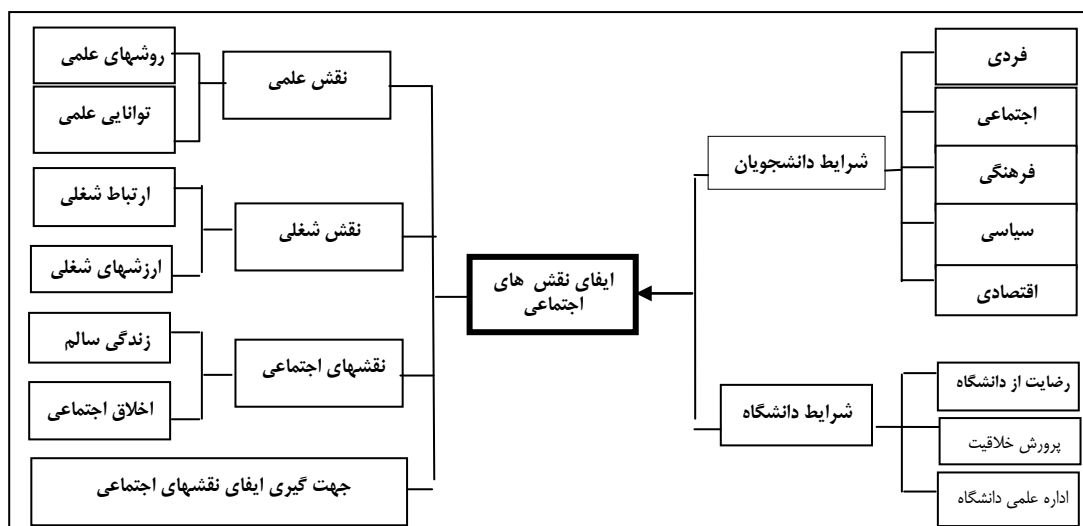 فردی
اجتماعی
فرهنگی
سیاسی
اقتصادی
شرایط دانشجویان
رضایت از دانشگاه
پرورش خلاقیت
اداره علمی دانشگاه
شرایط دانشگاه
ایفای نقش های
اجتماعی
نقش علمی
روشهای علمی
توانایی علمی
نقش شغلی
ارتباط شغلی
ارزشهای شغلی
نقشهای اجتماعی
زندگی سالم
اخلاق اجتماعی
جهت گیری ایفای نقشهای اجتماعی